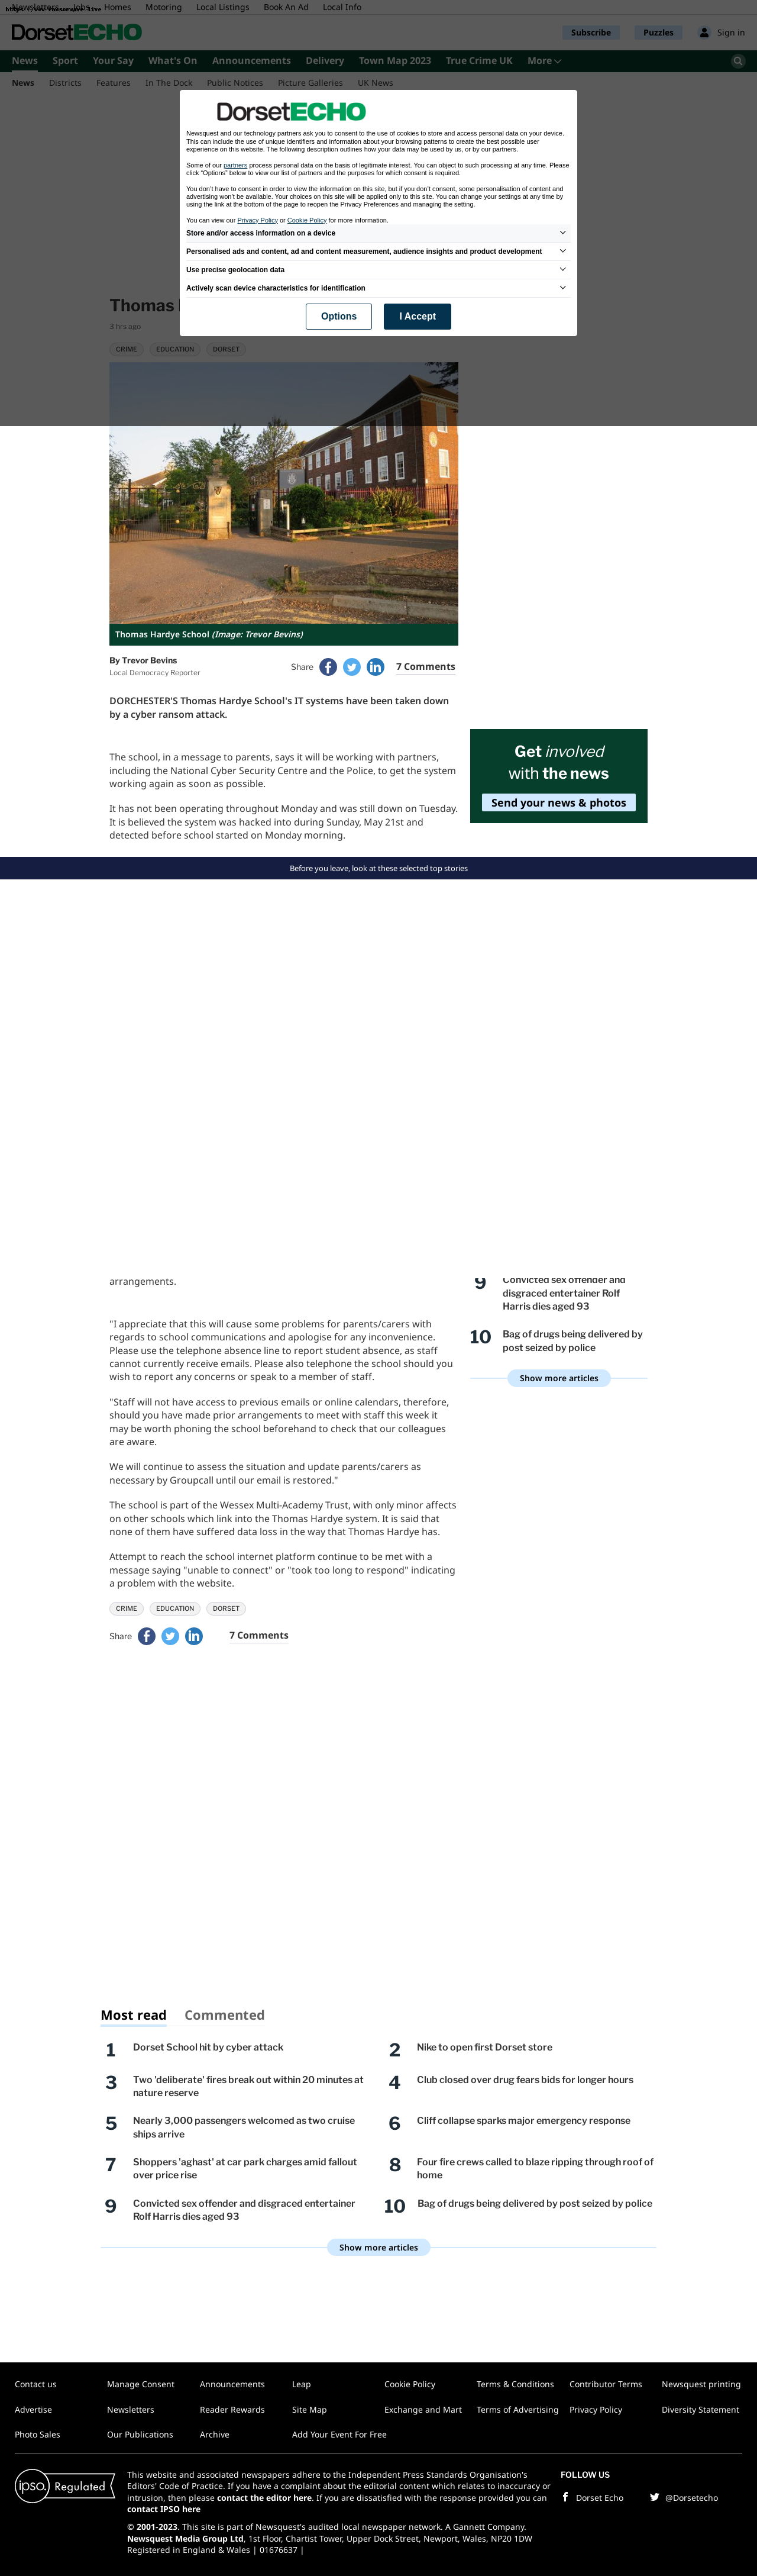 Newsletters Jobs Homes Motoring Local Listings Book An Ad Local Info
DorsetECHO
Subscribe Puzzles Sign in
News Sport Your Say What's On Announcements Delivery Town Map 2023 True Crime UK More
News Districts Features In The Dock Public Notices Picture Galleries UK News
DorsetECHO
Newsquest and our technology partners ask you to consent to the use of cookies to store and access personal data on your device.
This can include the use of unique identifiers and information about your browsing patterns to create the best possible user
experience on this website. The following description outlines how your data may be used by us, or by our partners.
Some of our partners process personal data on the basis of legitimate interest. You can object to such processing at any time. Please
click "Options" to view our list of partners and the purposes for which consent is required.
You don't have to consent in order to view the information on this site, but if you don't consent, some personalisation of content and
advertising won't be available. Your choices on this site will be applied only to this site. You can change your settings at any time by
using the link at the bottom of the page to reopen the Privacy Preferences and managing the setting.
You can view our Privacy Policy or Cookie Policy for more information.
Store and/or access information on a device
Personalised ads and content, ad and content measurement, audience insights and product development
Use precise geolocation data
Actively scan device characteristics for identification
Options I Accept
Thomas
3 hrs ago
CRIME EDUCATION DORSET
Thomas Hardye School (Image: Trevor Bevins)
By Trevor Bevins
Local Democracy Reporter
Share 7 Comments
DORCHESTER'S Thomas Hardye School's IT systems have been taken down
by a cyber ransom attack.
The school, in a message to parents, says it will be working with partners,
including the National Cyber Security Centre and the Police, to get the system
working again as soon as possible.
It has not been operating throughout Monday and was still down on Tuesday.
It is believed the system was hacked into during Sunday, May 21st and
detected before school started on Monday morning.
Get involved
with the news
Send your news & photos
Before you leave, look at these selected top stories
arrangements.
"I appreciate that this will cause some problems for parents/carers with
regards to school communications and apologise for any inconvenience.
Please use the telephone absence line to report student absence, as staff
cannot currently receive emails. Please also telephone the school should you
wish to report any concerns or speak to a member of staff.
"Staff will not have access to previous emails or online calendars, therefore,
should you have made prior arrangements to meet with staff this week it
may be worth phoning the school beforehand to check that our colleagues
are aware.
We will continue to assess the situation and update parents/carers as
necessary by Groupcall until our email is restored."
The school is part of the Wessex Multi-Academy Trust, with only minor affects
on other schools which link into the Thomas Hardye system. It is said that
none of them have suffered data loss in the way that Thomas Hardye has.
Attempt to reach the school internet platform continue to be met with a
message saying "unable to connect" or "took too long to respond" indicating
a problem with the website.
9 Convicted sex offender and
disgraced entertainer Rolf
Harris dies aged 93
10 Bag of drugs being delivered by
post seized by police
Show more articles
CRIME EDUCATION DORSET
Share 7 Comments
Most read Commented
1 Dorset School hit by cyber attack
2 Nike to open first Dorset store
3 Two 'deliberate' fires break out within 20 minutes at
nature reserve
4 Club closed over drug fears bids for longer hours
5 Nearly 3,000 passengers welcomed as two cruise
ships arrive
6 Cliff collapse sparks major emergency response
7 Shoppers 'aghast' at car park charges amid fallout
over price rise
8 Four fire crews called to blaze ripping through roof of
home
9 Convicted sex offender and disgraced entertainer
Rolf Harris dies aged 93
10 Bag of drugs being delivered by post seized by police
Show more articles
Contact us Manage Consent Announcements Leap Cookie Policy Terms & Conditions Contributor Terms Newsquest printing
Advertise Newsletters Reader Rewards Site Map Exchange and Mart Terms of Advertising Privacy Policy Diversity Statement
Photo Sales Our Publications Archive Add Your Event For Free
ipso. Regulated
This website and associated newspapers adhere to the Independent Press Standards Organisation's
Editors' Code of Practice. If you have a complaint about the editorial content which relates to inaccuracy or
intrusion, then please contact the editor here. If you are dissatisfied with the response provided you can
contact IPSO here
© 2001-2023. This site is part of Newsquest's audited local newspaper network. A Gannett Company.
Newsquest Media Group Ltd, 1st Floor, Chartist Tower, Upper Dock Street, Newport, Wales, NP20 1DW
Registered in England & Wales | 01676637 |
FOLLOW US
Dorset Echo @Dorsetecho